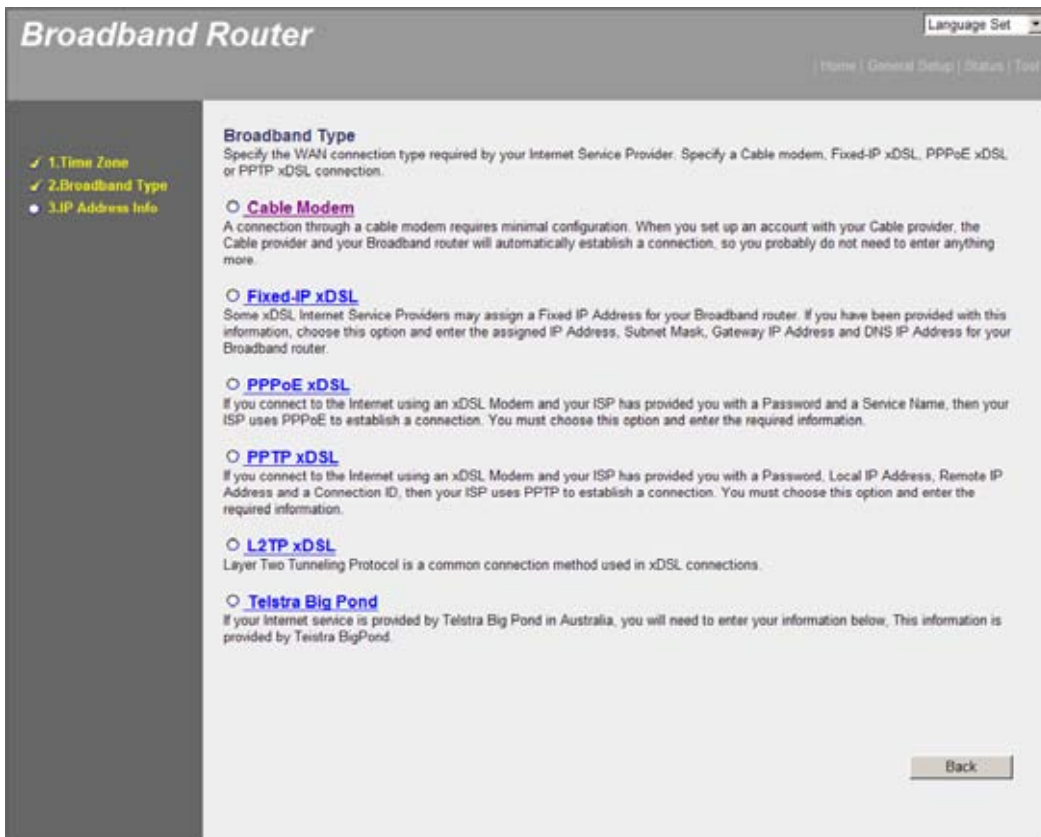 Broadband Router
Language Set
| Home | General Setup | Status | Tool
✓ 1.Time Zone
✓ 2.Broadband Type
3.IP Address Info
Broadband Type
Specify the WAN connection type required by your Internet Service Provider. Specify a Cable modem, Fixed-IP xDSL, PPPoE xDSL
or PPTP xDSL connection.
Cable Modem
A connection through a cable modem requires minimal configuration. When you set up an account with your Cable provider, the
Cable provider and your Broadband router will automatically establish a connection, so you probably do not need to enter anything
more.
Fixed-IP xDSL
Some xDSL Internet Service Providers may assign a Fixed IP Address for your Broadband router. If you have been provided with this
information, choose this option and enter the assigned IP Address, Subnet Mask, Gateway IP Address and DNS IP Address for your
Broadband router.
PPPoE xDSL
If you connect to the Internet using an xDSL Modem and your ISP has provided you with a Password and a Service Name, then your
ISP uses PPPoE to establish a connection. You must choose this option and enter the required information.
PPTP xDSL
If you connect to the Internet using an xDSL Modem and your ISP has provided you with a Password, Local IP Address, Remote IP
Address and a Connection ID, then your ISP uses PPTP to establish a connection. You must choose this option and enter the
required information.
L2TP xDSL
Layer Two Tunneling Protocol is a common connection method used in xDSL connections.
Telstra Big Pond
If your Internet service is provided by Telstra Big Pond in Australia, you will need to enter your information below, This information is
provided by Teistra BigPond.
Back